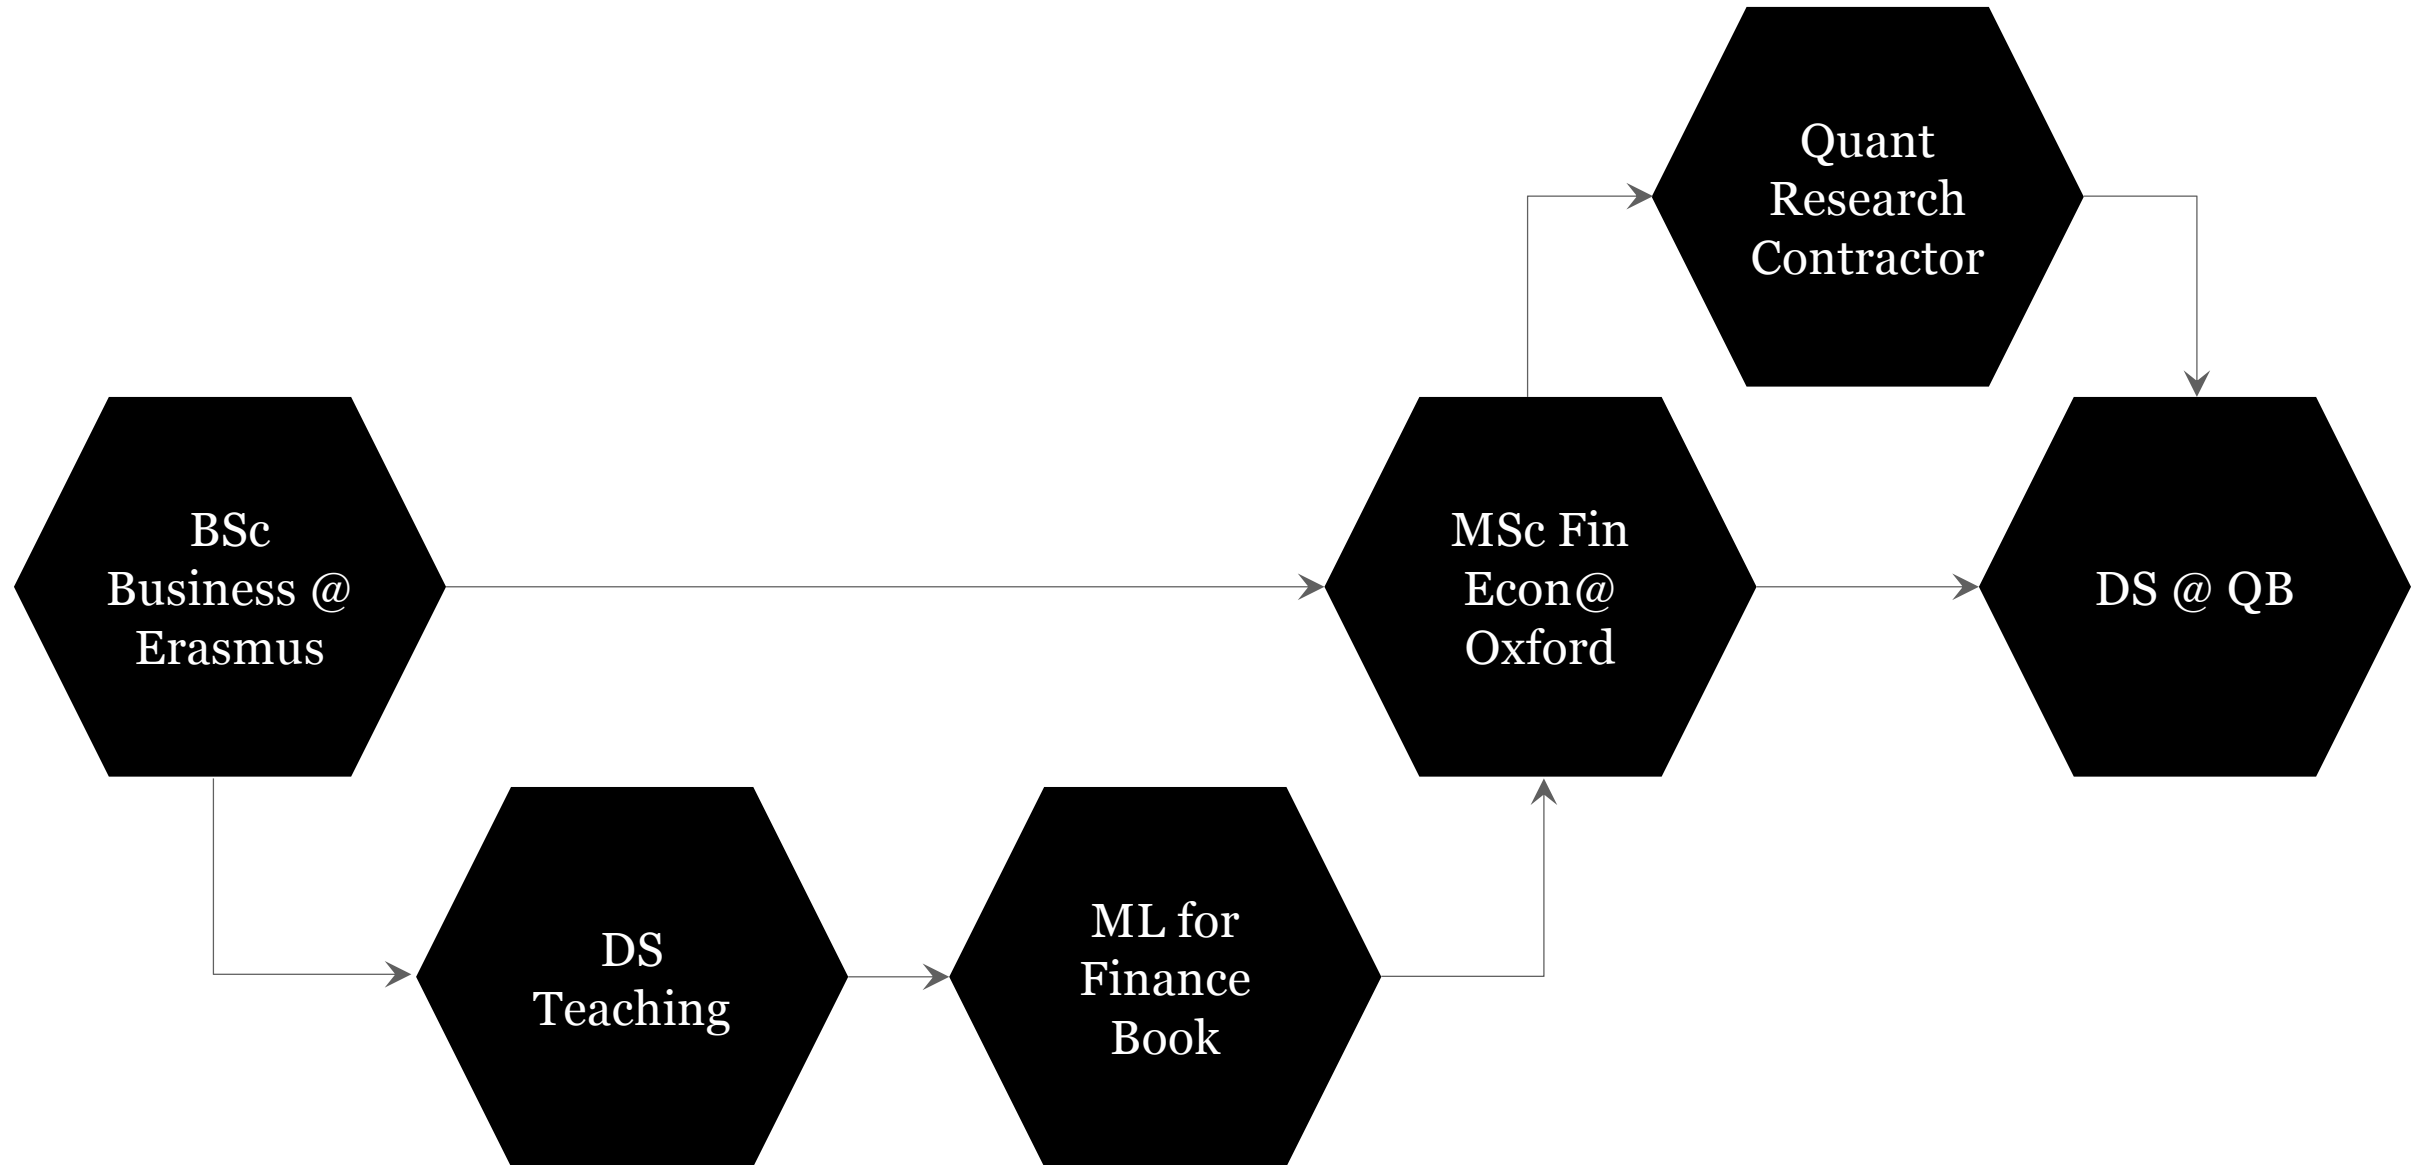 Quant
Research
Contractor
BSc
Business @
Erasmus
MSc Fin
Econ@
Oxford
DS @ QB
DS
Teaching
ML for
Finance
Book